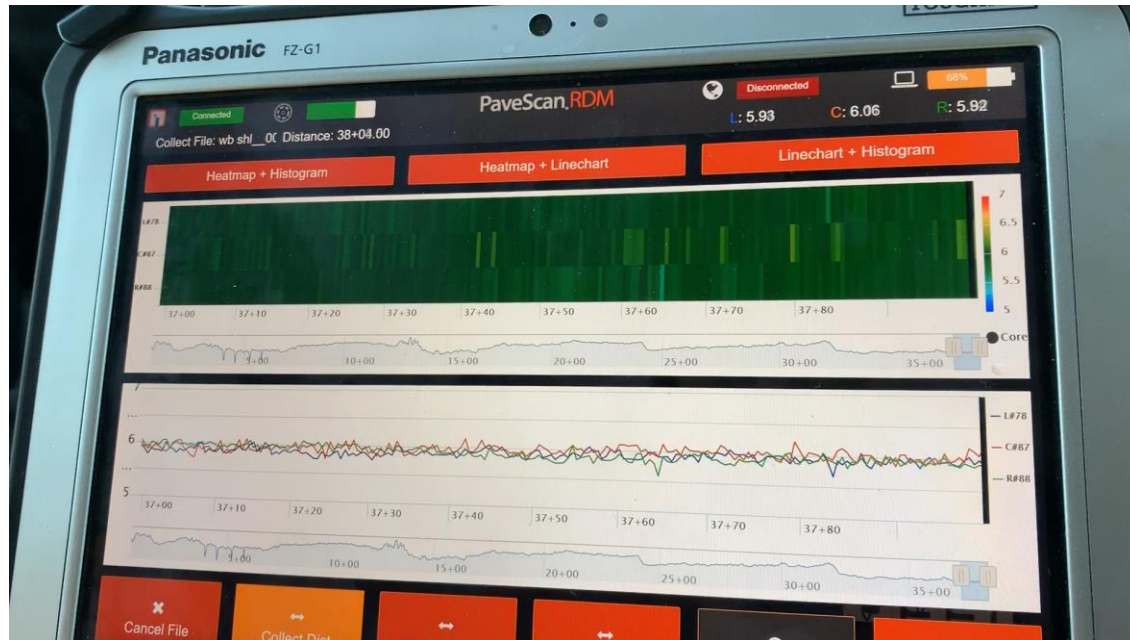 Panasonic FZ-G1
Connected
PaveScan RDM
Disconnected
68%
Collect File: wb shl__00 Distance: 38+04.00
L: 5.93 C: 6.06 R: 5.92
Heatmap + Histogram
Heatmap + Linechart
Linechart + Histogram
L#78
C#87
R#88
7
6.5
6
5.5
5
37+00 37+10 37+20 37+30 37+40 37+50 37+60 37+70 37+80
Core
10+00 15+00 20+00 25+00 30+00 35+00
7
...
6
...
5
L#78
C#87
R#88
37+00 37+10 37+20 37+30 37+40 37+50 37+60 37+70 37+80
10+00 15+00 20+00 25+00 30+00 35+00
Cancel File
Collect Dist